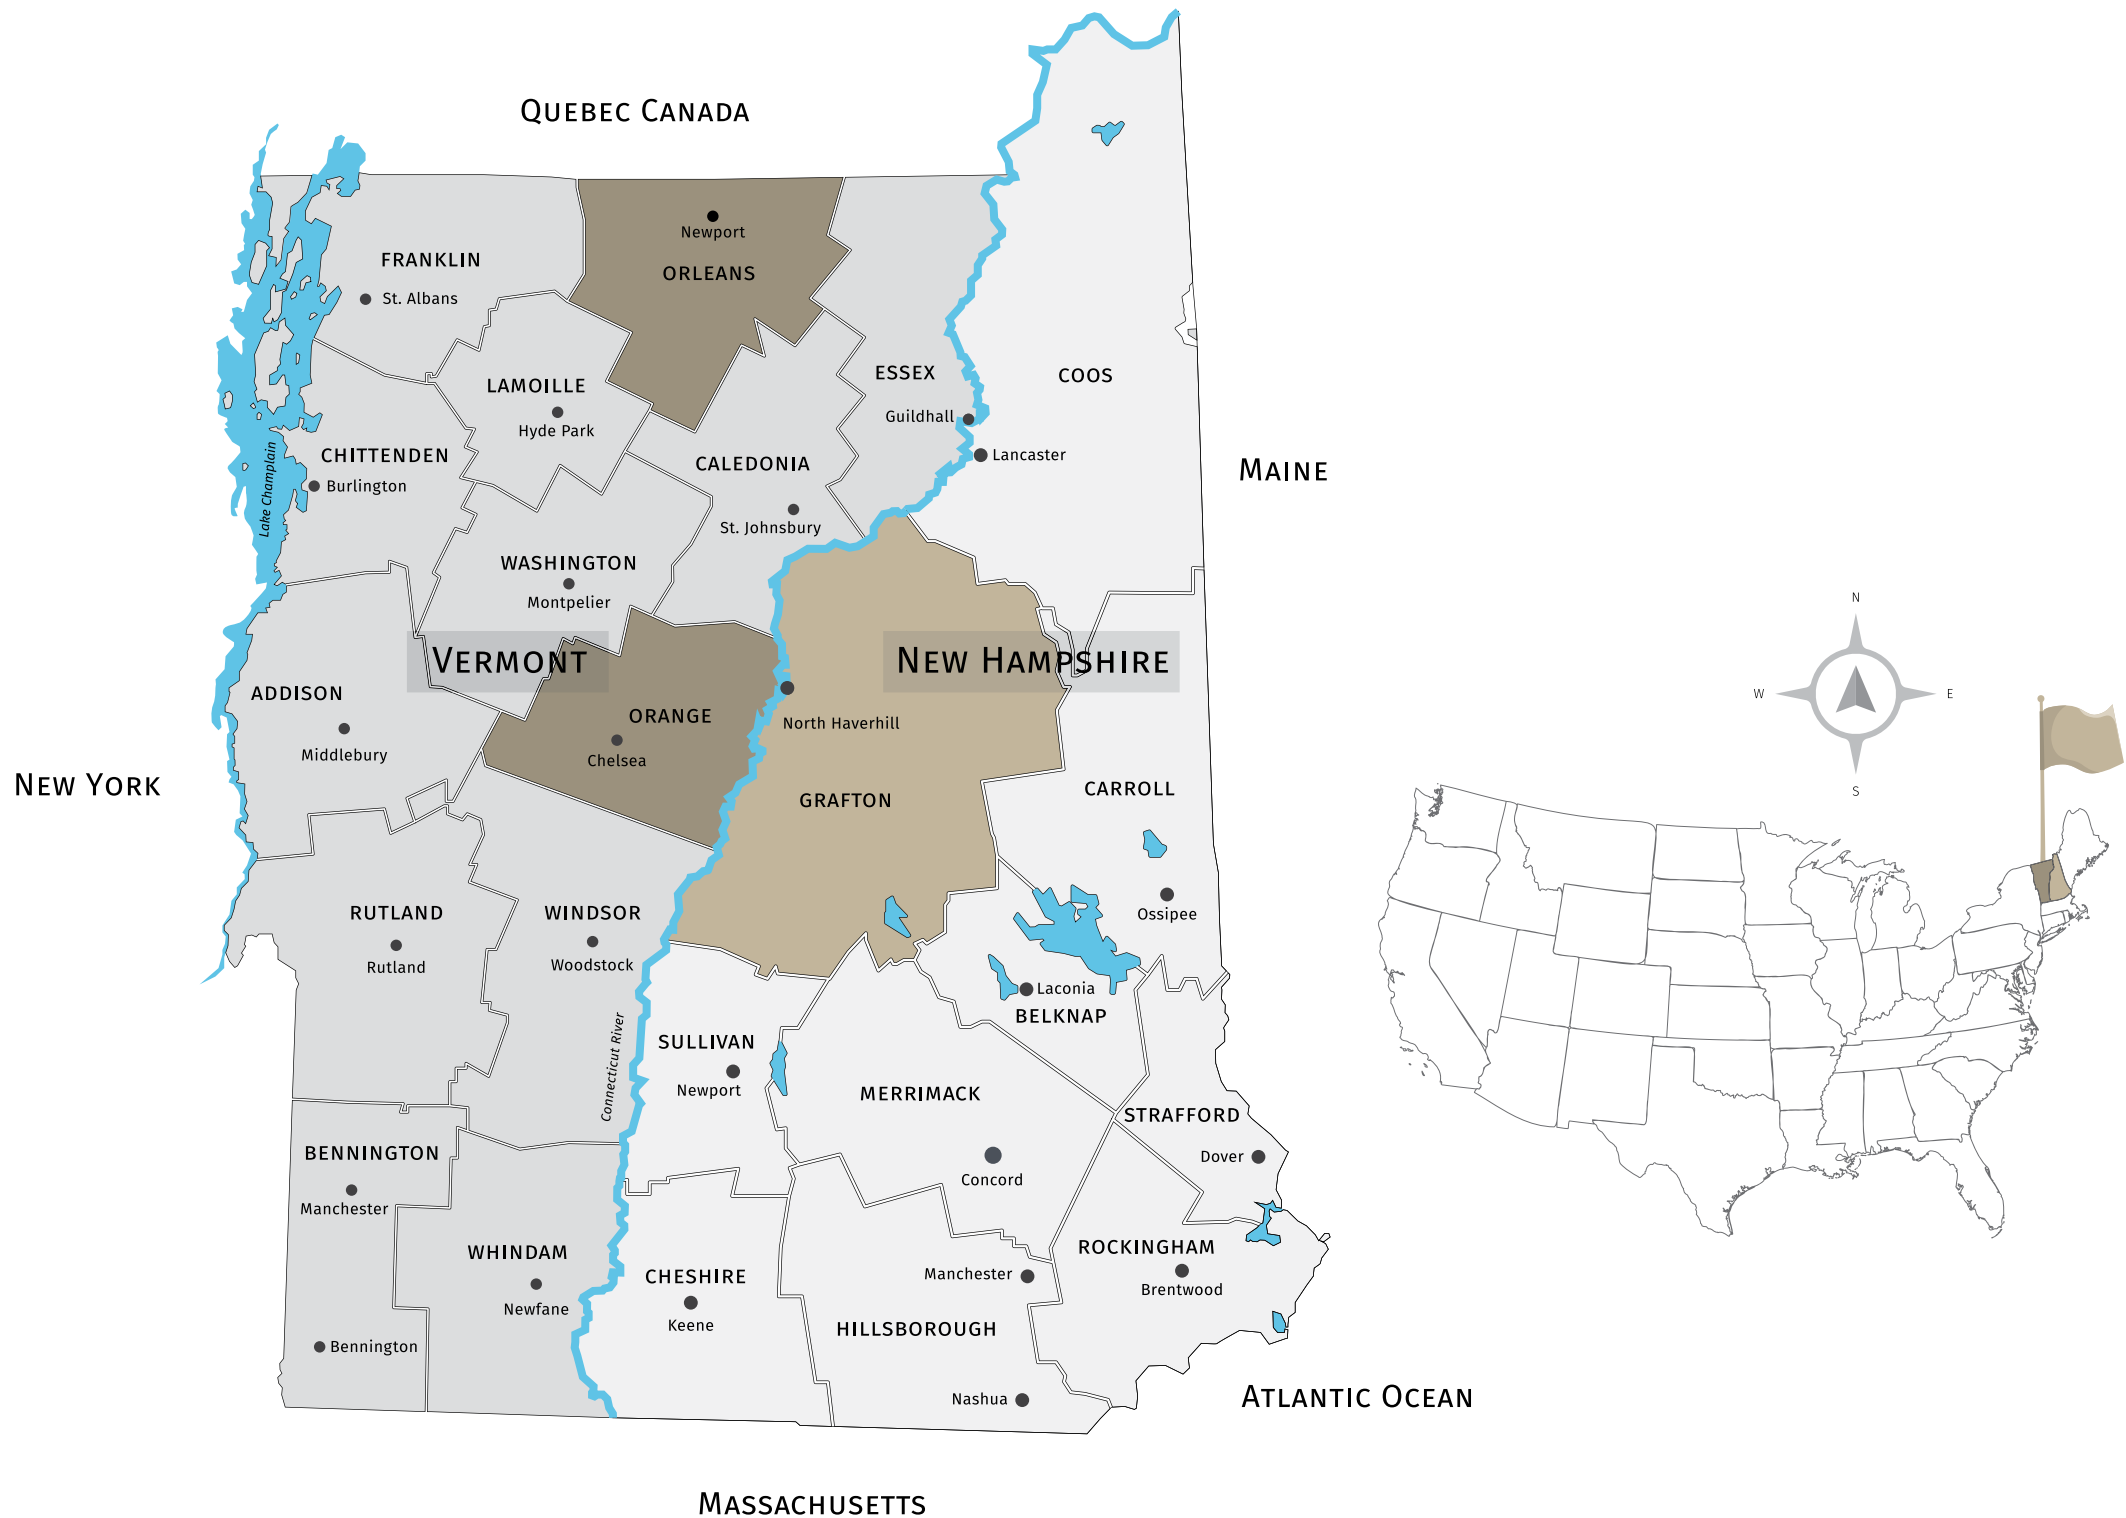 QUEBEC CANADA
Newport
ORLEANS
FRANKLIN
St. Albans
LAMOILLE
Hyde Park
ESSEX
Guildhall
COOS
Lancaster
CHITTENDEN
Burlington
Lake Champlain
CALEDONIA
St. Johnsbury
MAINE
WASHINGTON
Montpelier
VERMONT
NEW HAMPSHIRE
ADDISON
Middlebury
ORANGE
Chelsea
North Haverhill
GRAFTON
NEW YORK
CARROLL
Ossipee
RUTLAND
Rutland
WINDSOR
Woodstock
Laconia
BELKNAP
Connecticut River
SULLIVAN
Newport
MERRIMACK
Concord
STRAFFORD
Dover
BENNINGTON
Manchester
WHINDAM
Newfane
CHESHIRE
Keene
Manchester
ROCKINGHAM
Brentwood
HILLSBOROUGH
Bennington
Nashua
ATLANTIC OCEAN
MASSACHUSETTS
N
W
E
S